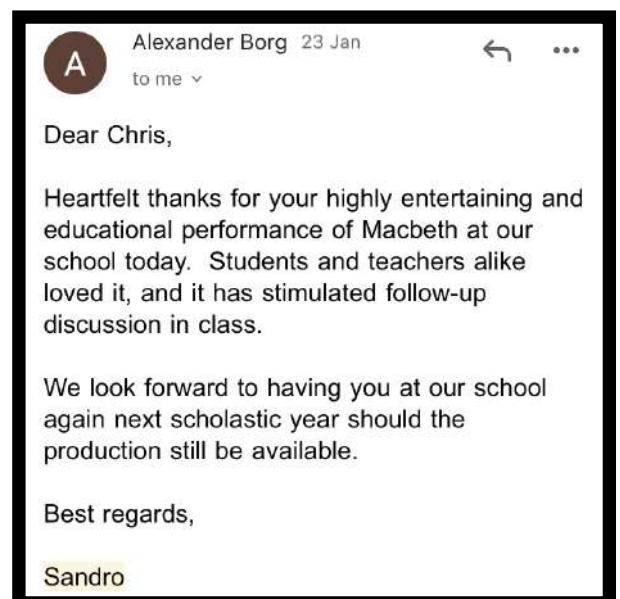 A
Alexander Borg 23 Jan
to me
Dear Chris,
Heartfelt thanks for your highly entertaining and
educational performance of Macbeth at our
school today. Students and teachers alike
loved it, and it has stimulated follow-up
discussion in class.
We look forward to having you at our school
again next scholastic year should the
production still be available.
Best regards,
Sandro